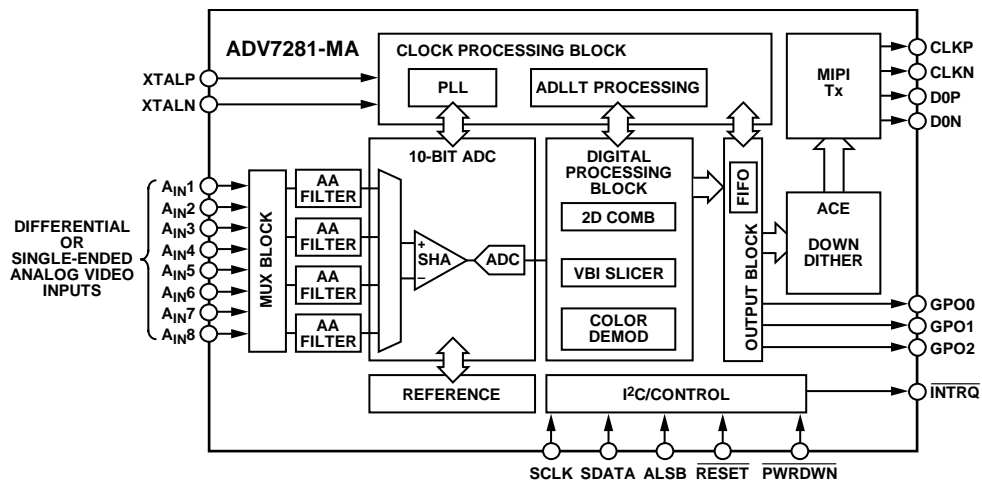 ADV7281-MA
CLOCK PROCESSING BLOCK
PLL
ADLLT PROCESSING
XTALP
XTALN
MIPI
Tx
CLKP
CLKN
D0P
D0N
10-BIT ADC
DIGITAL
PROCESSING
BLOCK
2D COMB
VBI SLICER
COLOR
DEMOD
FIFO
OUTPUT BLOCK
ACE
DOWN
DITHER
DIFFERENTIAL
OR
SINGLE-ENDED
ANALOG VIDEO
INPUTS
AIN1
AIN2
AIN3
AIN4
AIN5
AIN6
AIN7
AIN8
MUX BLOCK
AA
FILTER
AA
FILTER
AA
FILTER
AA
FILTER
+
SHA
−
ADC
GPO0
GPO1
GPO2
REFERENCE
I2C/CONTROL
INTRQ
SCLK SDATA ALSB RESET PWRDWN